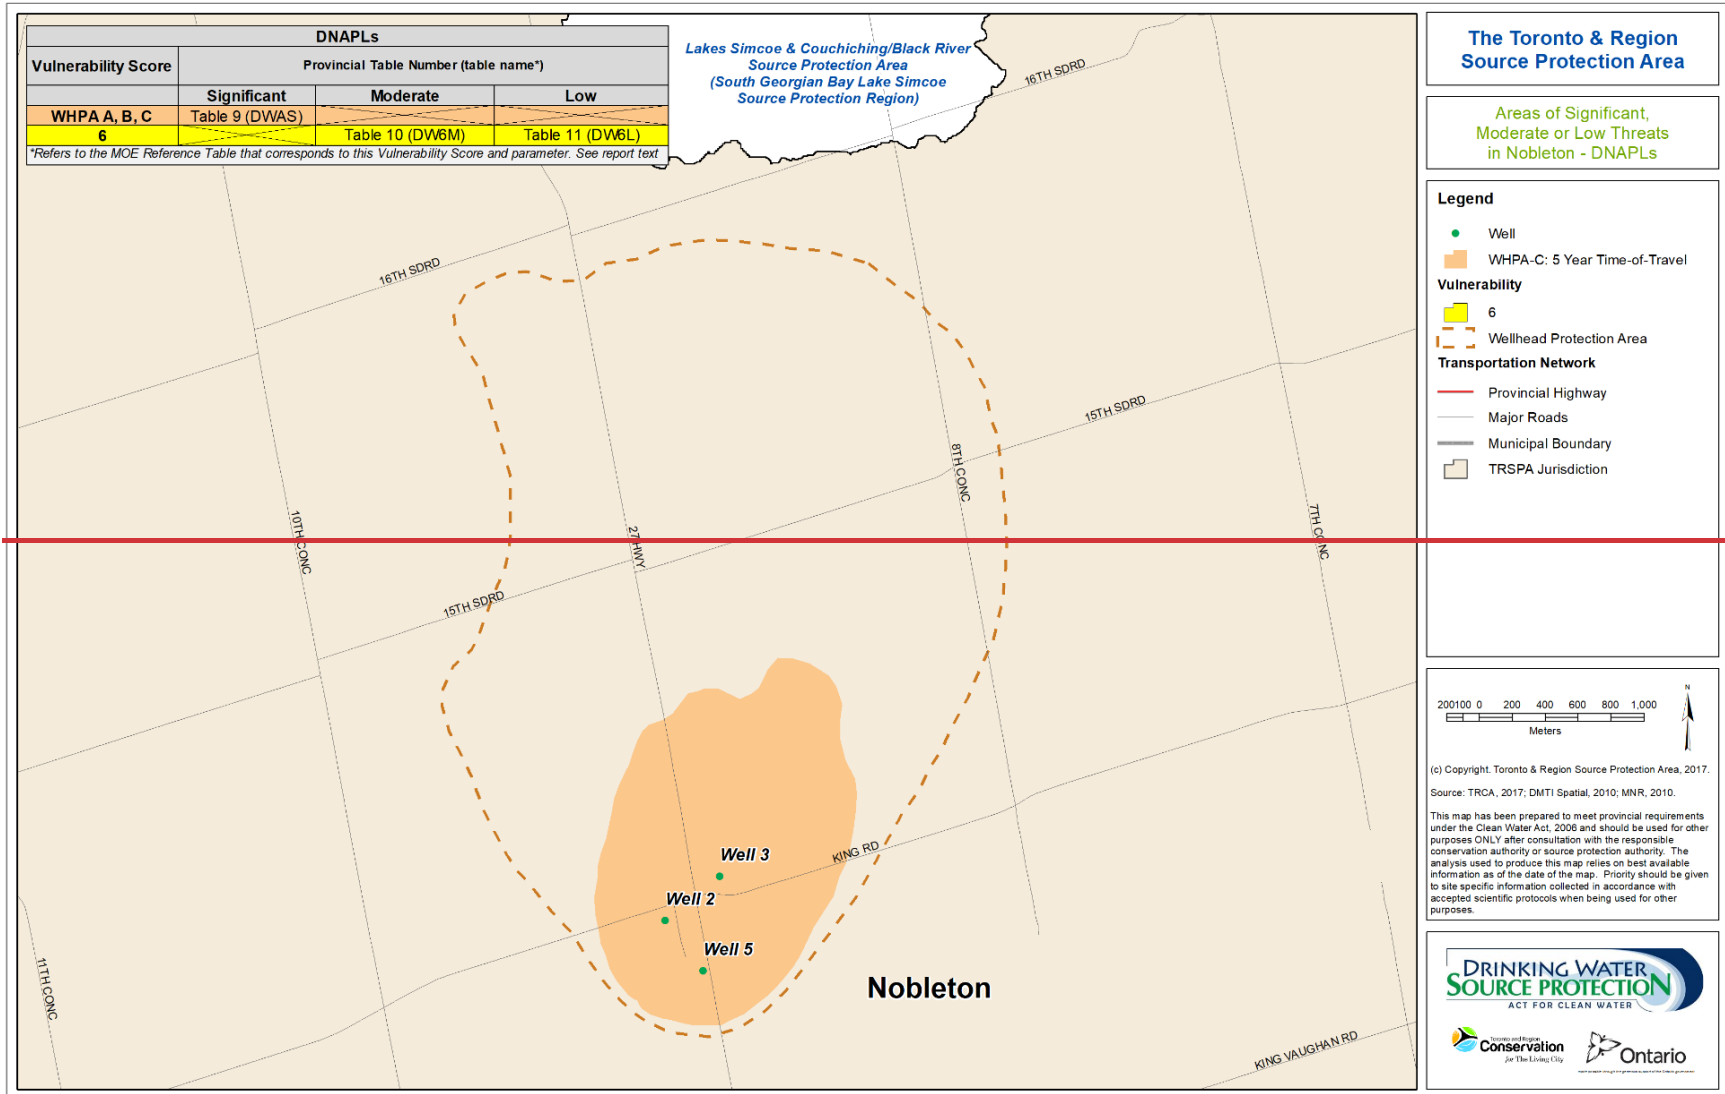 DNAPLs
Vulnerability Score
Provincial Table Number (table name*)
Significant
Moderate
Low
WHPA A, B, C
Table 9 (DWAS)
6
Table 10 (DW6M)
Table 11 (DW6L)
*Refers to the MOE Reference Table that corresponds to this Vulnerability Score and parameter. See report text
Lakes Simcoe & Couchiching/Black River
Source Protection Area
(South Georgian Bay Lake Simcoe
Source Protection Region)
16TH SDRD
16TH SDRD
15TH SDRD
8TH CONC
10TH CONC
27 HWY
7TH CONC
15TH SDRD
Well 3
KING RD
Well 2
Well 5
11TH CONC
Nobleton
KING VAUGHAN RD
The Toronto & Region
Source Protection Area
Areas of Significant,
Moderate or Low Threats
in Nobleton - DNAPLs
Legend
Well
WHPA-C: 5 Year Time-of-Travel
Vulnerability
6
Wellhead Protection Area
Transportation Network
Provincial Highway
Major Roads
Municipal Boundary
TRSPA Jurisdiction
N
200100 0 200 400 600 800 1,000
Meters
(c) Copyright. Toronto & Region Source Protection Area, 2017.
Source: TRCA, 2017; DMTI Spatial, 2010; MNR, 2010.
This map has been prepared to meet provincial requirements
under the Clean Water Act, 2006 and should be used for other
purposes ONLY after consultation with the responsible
conservation authority or source protection authority. The
analysis used to produce this map relies on best available
information as of the date of the map. Priority should be given
to site specific information collected in accordance with
accepted scientific protocols when being used for other
purposes.
DRINKING WATER
SOURCE PROTECTION
ACT FOR CLEAN WATER
Toronto and Region
Conservation
for The Living City
Ontario